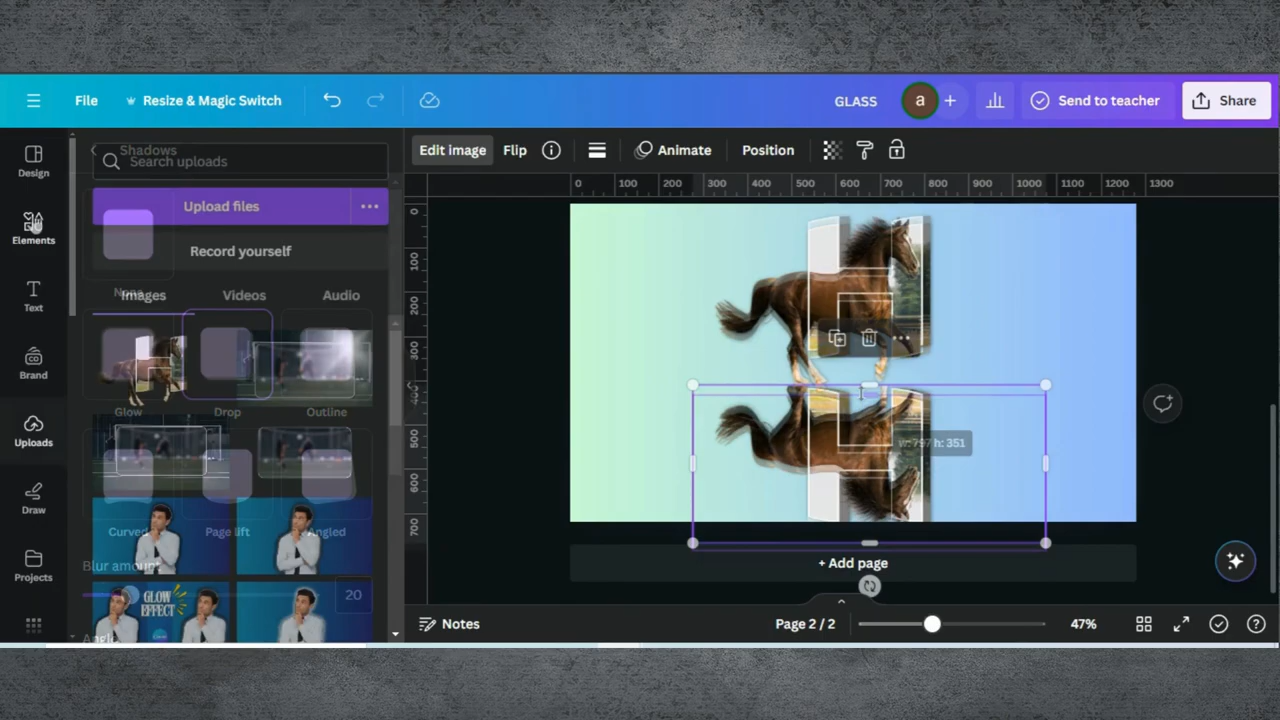 File
Resize & Magic Switch
GLASS
a
Send to teacher
Share
Design
Elements
Text
Brand
Uploads
Draw
Projects
Shadows
Search uploads
Upload files
Record yourself
None
Images
Videos
Audio
Glow
Drop
Outline
Curved
Page lift
Angled
Blur amount
20
GLOW
EFFECT
Angle
Edit image
Flip
Animate
Position
0
100
200
300
400
500
600
700
800
900
1000
1100
1200
1300
0
100
200
300
400
500
600
700
w: 797 h: 351
+ Add page
Notes
Page 2 / 2
47%